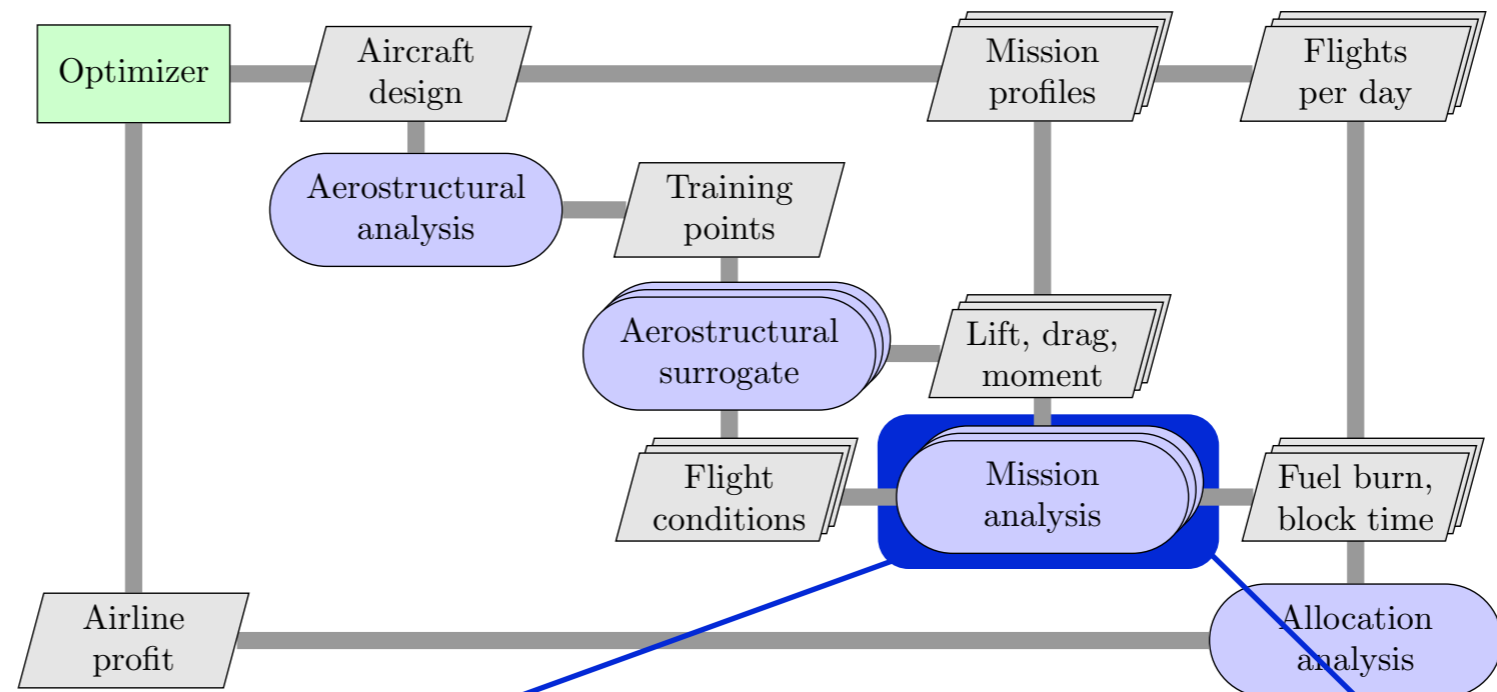 Optimizer
Aircraft
design
Mission
profiles
Flights
per day
Aerostructural
analysis
Training
points
Aerostructural
surrogate
Lift, drag,
moment
Flight
conditions
Mission
analysis
Fuel burn,
block time
Airline
profit
Allocation
analysis